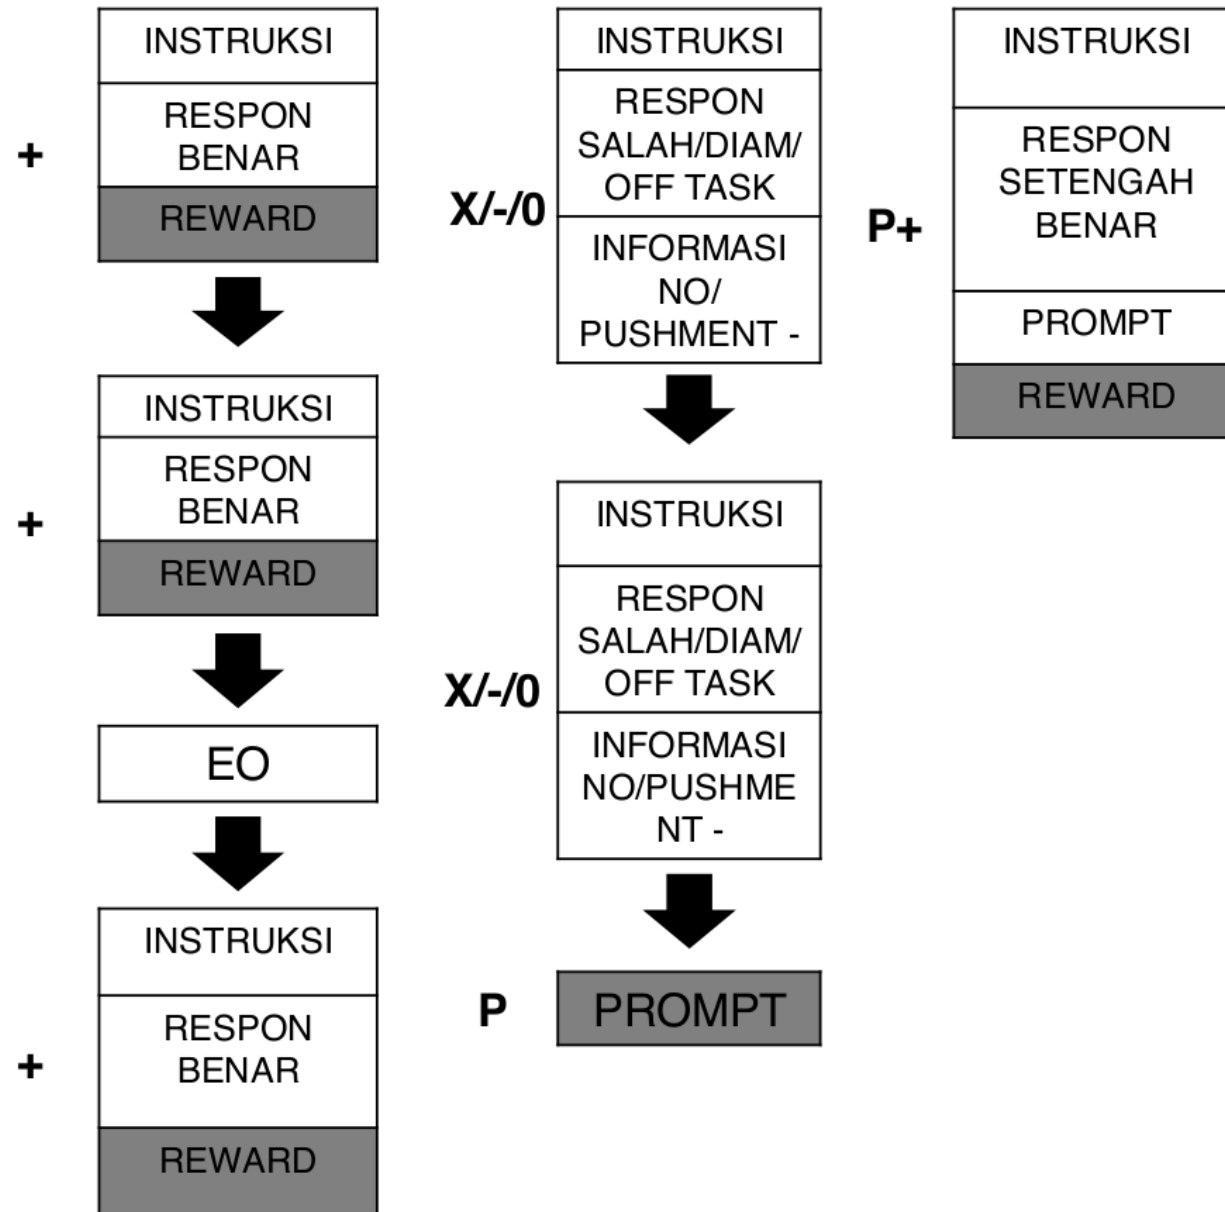 +
INSTRUKSI
RESPON
BENAR
REWARD
+
INSTRUKSI
RESPON
BENAR
REWARD
EO
+
INSTRUKSI
RESPON
BENAR
REWARD
X/-/0
INSTRUKSI
RESPON
SALAH/DIAM/
OFF TASK
INFORMASI
NO/
PUSHMENT -
X/-/0
INSTRUKSI
RESPON
SALAH/DIAM/
OFF TASK
INFORMASI
NO/PUSHME
NT -
P
PROMPT
P+
INSTRUKSI
RESPON
SETENGAH
BENAR
PROMPT
REWARD